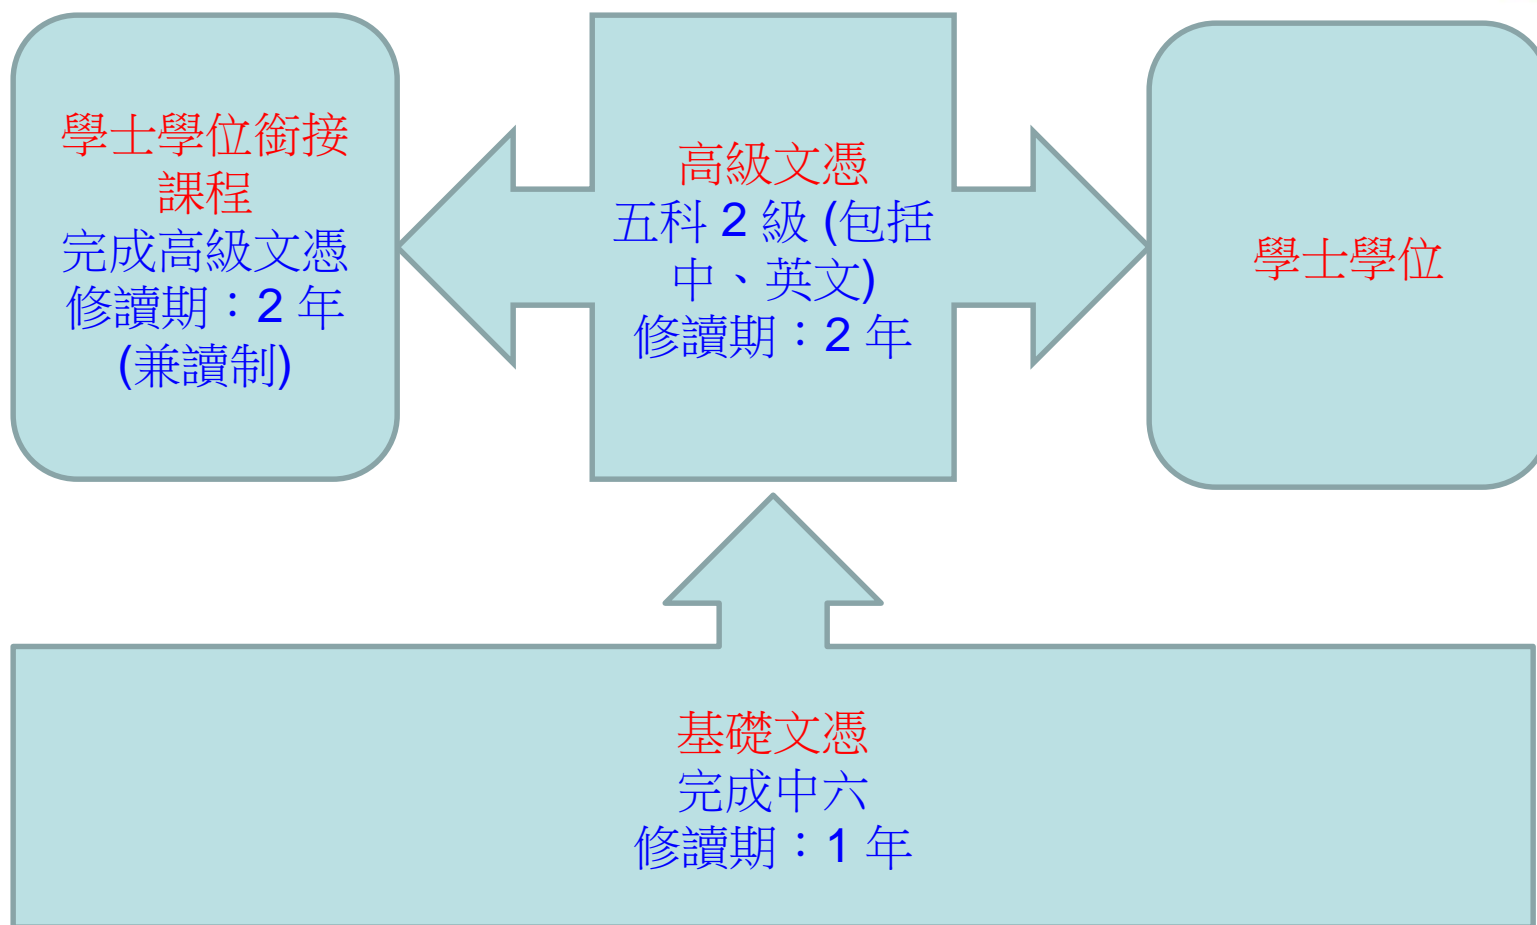 學士學位銜接
課程
完成高級文憑
修讀期：2 年
(兼讀制)
高級文憑
五科 2 級 (包括
中、英文)
修讀期：2 年
學士學位
基礎文憑
完成中六
修讀期：1 年